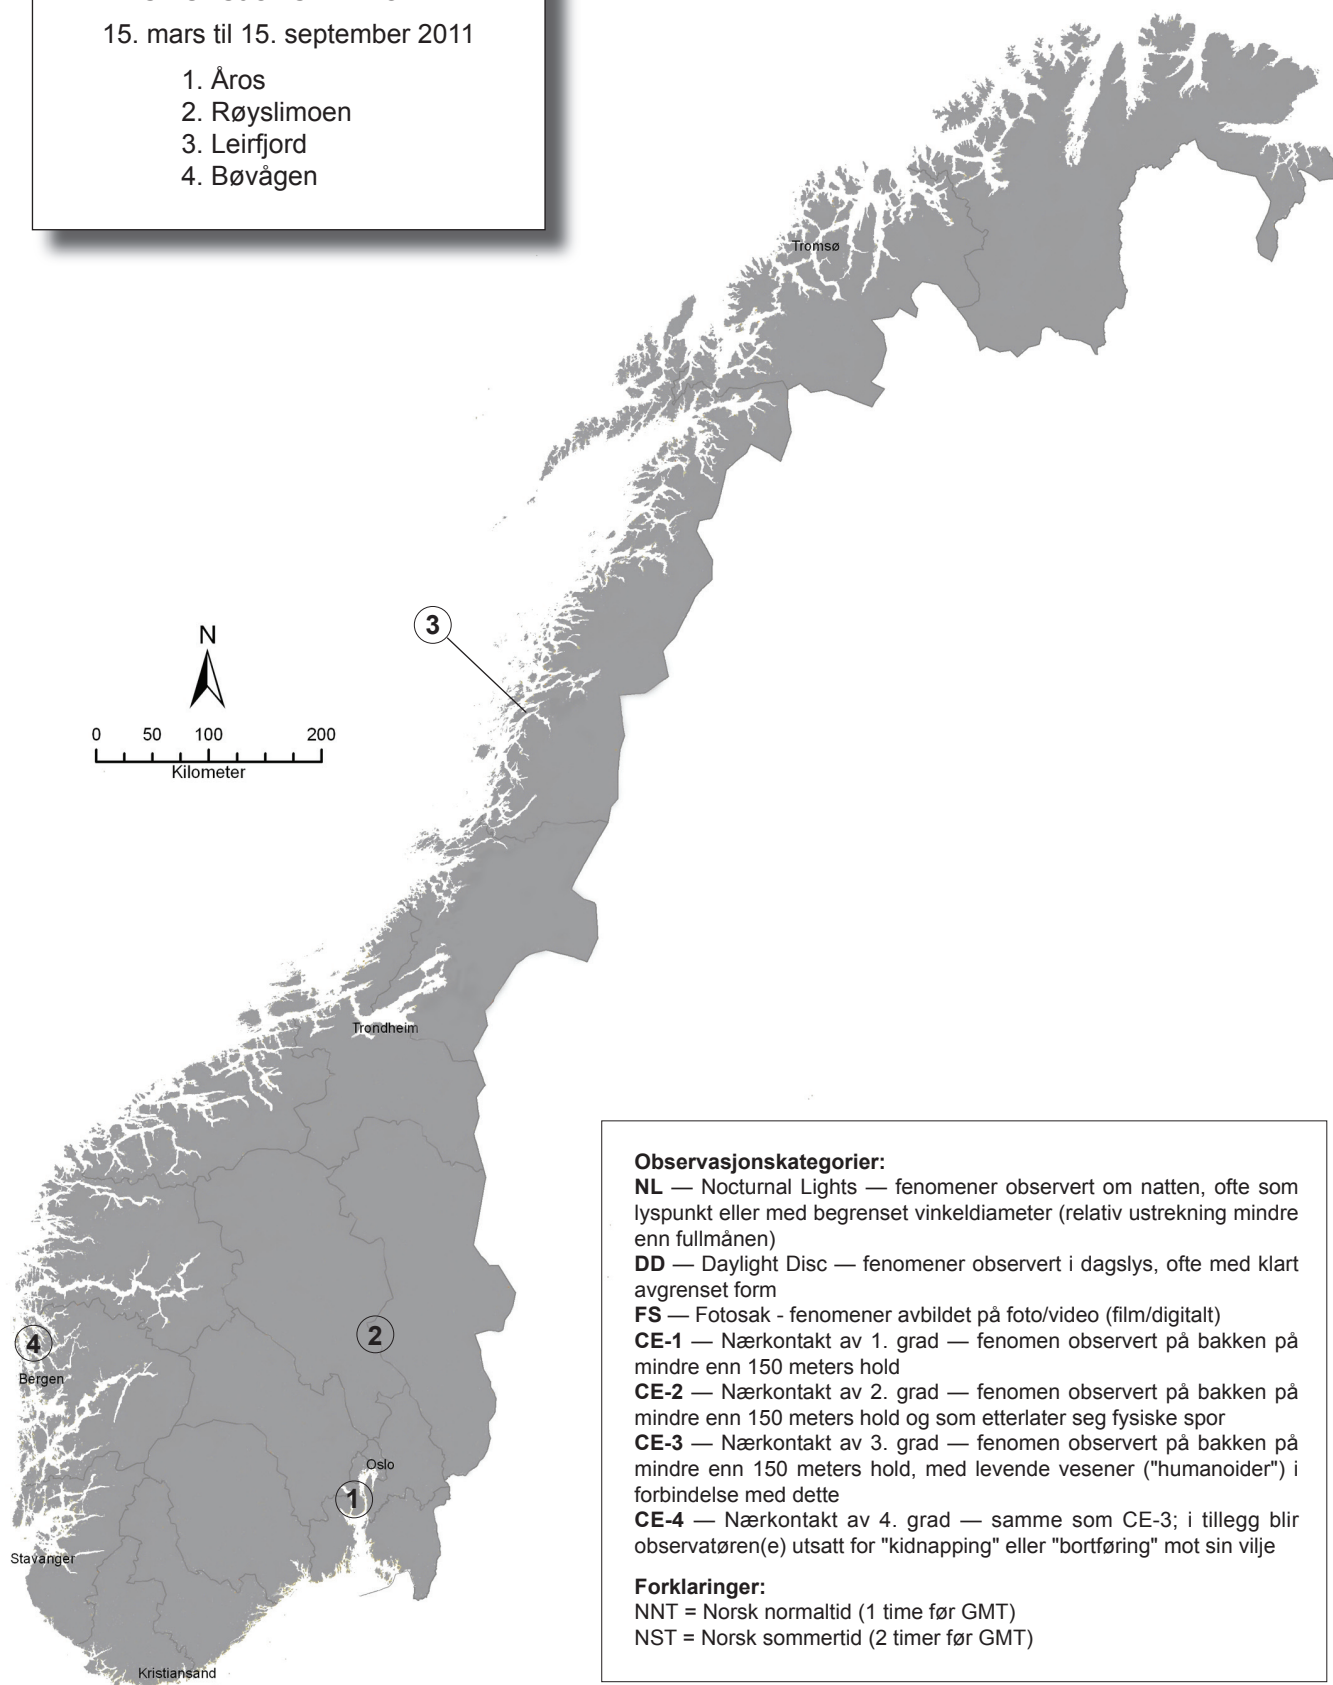 15. mars til 15. september 2011
1. Åros
2. Røyslimoen
3. Leirfjord
4. Bøvågen
Tromsø
3
N
0 50 100 200
Kilometer
Trondheim
2
4
Bergen
Oslo
1
Stavanger
Kristiansand
Observasjonskategorier:
NL — Nocturnal Lights — fenomener observert om natten, ofte som
lyspunkt eller med begrenset vinkeldiameter (relativ ustrekning mindre
enn fullmånen)
DD — Daylight Disc — fenomener observert i dagslys, ofte med klart
avgrenset form
FS — Fotosak - fenomener avbildet på foto/video (film/digitalt)
CE-1 — Nærkontakt av 1. grad — fenomen observert på bakken på
mindre enn 150 meters hold
CE-2 — Nærkontakt av 2. grad — fenomen observert på bakken på
mindre enn 150 meters hold og som etterlater seg fysiske spor
CE-3 — Nærkontakt av 3. grad — fenomen observert på bakken på
mindre enn 150 meters hold, med levende vesener ("humanoider") i
forbindelse med dette
CE-4 — Nærkontakt av 4. grad — samme som CE-3; i tillegg blir
observatøren(e) utsatt for "kidnapping" eller "bortføring" mot sin vilje
Forklaringer:
NNT = Norsk normaltid (1 time før GMT)
NST = Norsk sommertid (2 timer før GMT)